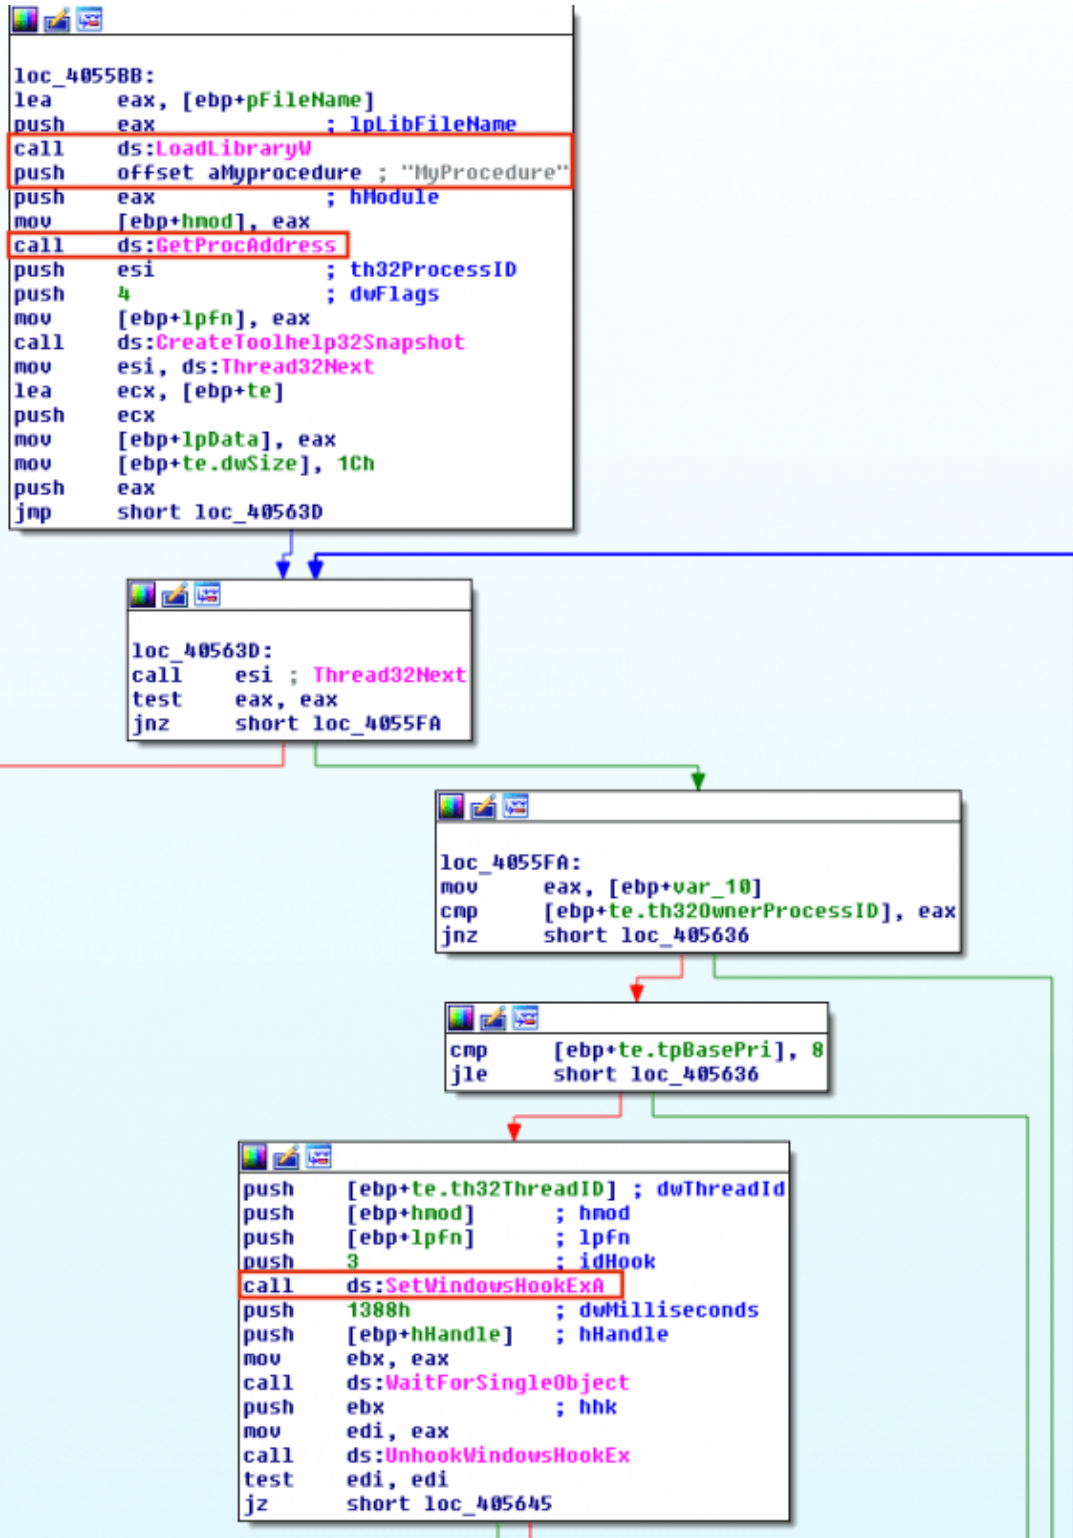 loc_4055BB:
lea eax, [ebp+pFileName]
push eax ; lpLibFileName
call ds:LoadLibraryW
push offset aMyprocedure ; "MyProcedure"
push eax ; hModule
mov [ebp+hmod], eax
call ds:GetProcAddress
push esi ; th32ProcessID
push 4 ; dwFlags
mov [ebp+lpfn], eax
call ds:CreateToolhelp32Snapshot
mov esi, ds:Thread32Next
lea ecx, [ebp+te]
push ecx
mov [ebp+lpData], eax
mov [ebp+te.dwSize], 1Ch
push eax
jmp short loc_40563D
loc_40563D:
call esi ; Thread32Next
test eax, eax
jnz short loc_4055FA
loc_4055FA:
mov eax, [ebp+var_10]
cmp [ebp+te.th32OwnerProcessID], eax
jnz short loc_405636
cmp [ebp+te.tpBasePri], 8
jle short loc_405636
push [ebp+te.th32ThreadID] ; dwThreadId
push [ebp+hmod] ; hmod
push [ebp+lpfn] ; lpfn
push 3 ; idHook
call ds:SetWindowsHookExA
push 1388h ; dwMilliseconds
push [ebp+hHandle] ; hHandle
mov ebx, eax
call ds:WaitForSingleObject
push ebx ; hhk
mov edi, eax
call ds:UnhookWindowsHookEx
test edi, edi
jz short loc_405645